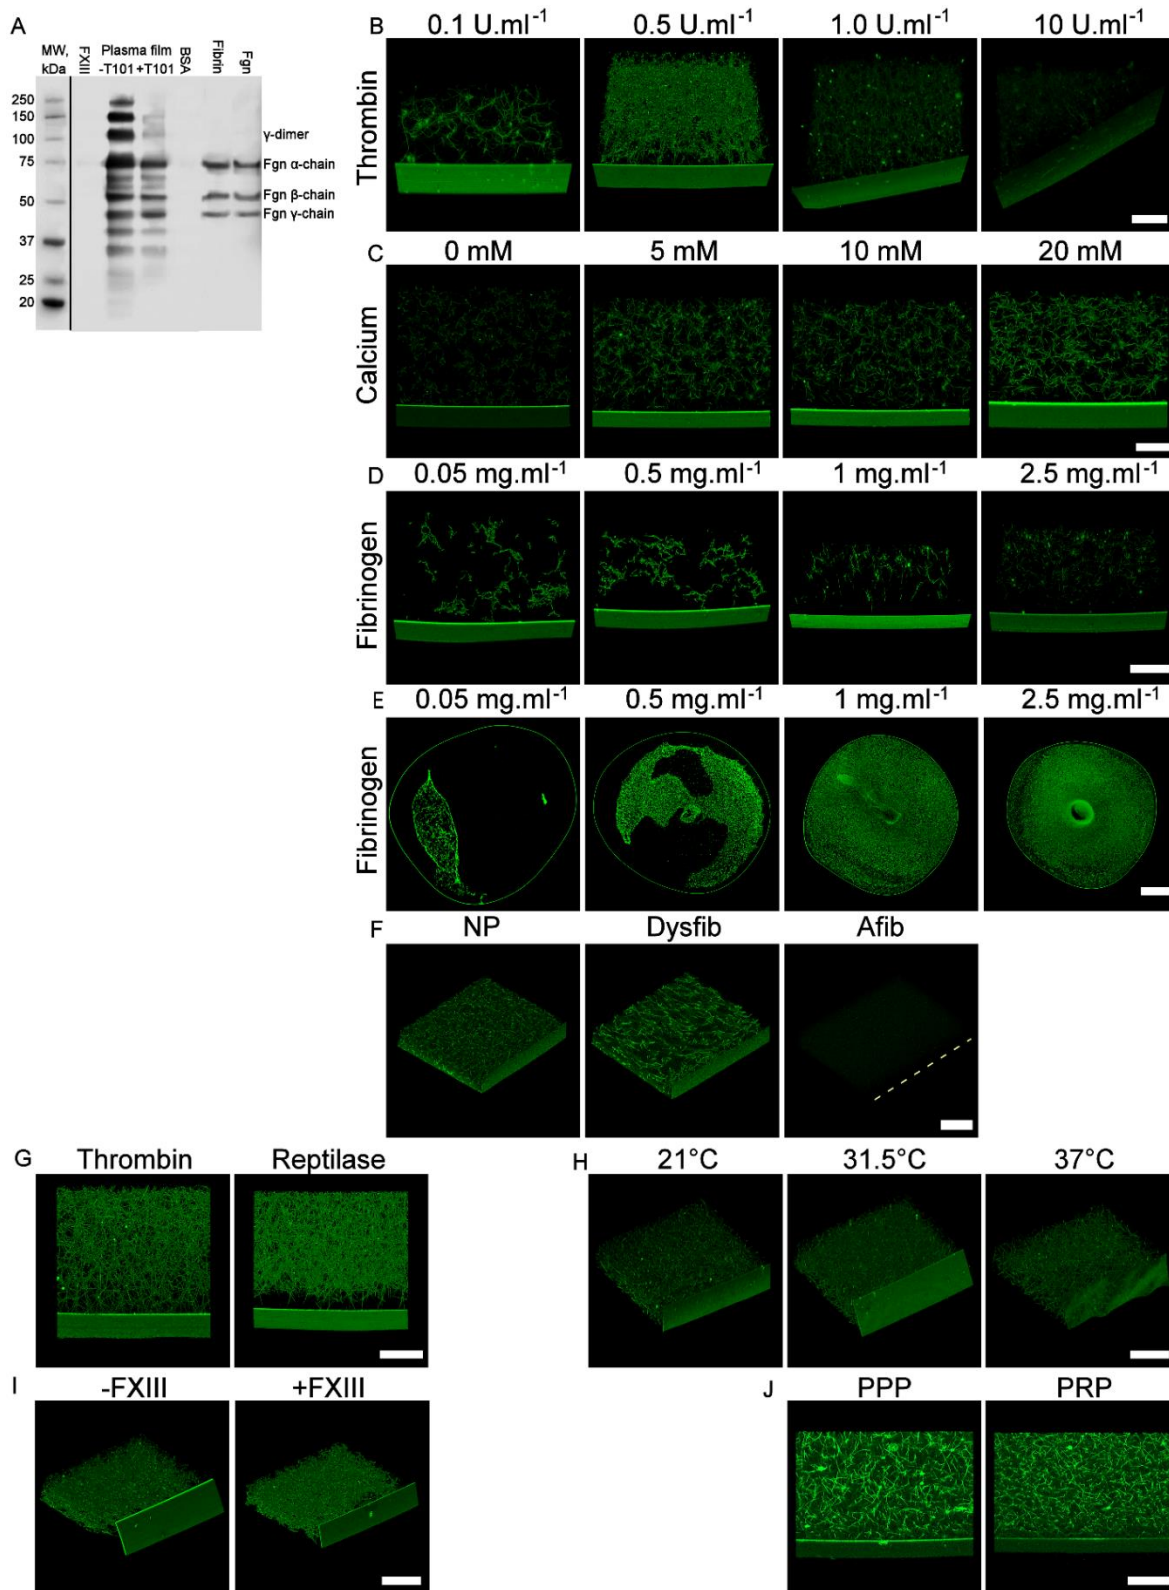 A
MW, kDa
FXIII
Plasma film
-T101 +T101
BSA
Fibrin
Fgn
250
150
100
75
50
37
25
20
γ-dimer
Fgn α-chain
Fgn β-chain
Fgn γ-chain
B
Thrombin
0.1 U.ml⁻¹ 0.5 U.ml⁻¹ 1.0 U.ml⁻¹ 10 U.ml⁻¹
C
Calcium
0 mM 5 mM 10 mM 20 mM
D
Fibrinogen
0.05 mg.ml⁻¹ 0.5 mg.ml⁻¹ 1 mg.ml⁻¹ 2.5 mg.ml⁻¹
E
Fibrinogen
0.05 mg.ml⁻¹ 0.5 mg.ml⁻¹ 1 mg.ml⁻¹ 2.5 mg.ml⁻¹
F
NP Dysfib Afib
G
Thrombin Reptilase
H
21°C 31.5°C 37°C
I
-FXIII +FXIII
J
PPP PRP